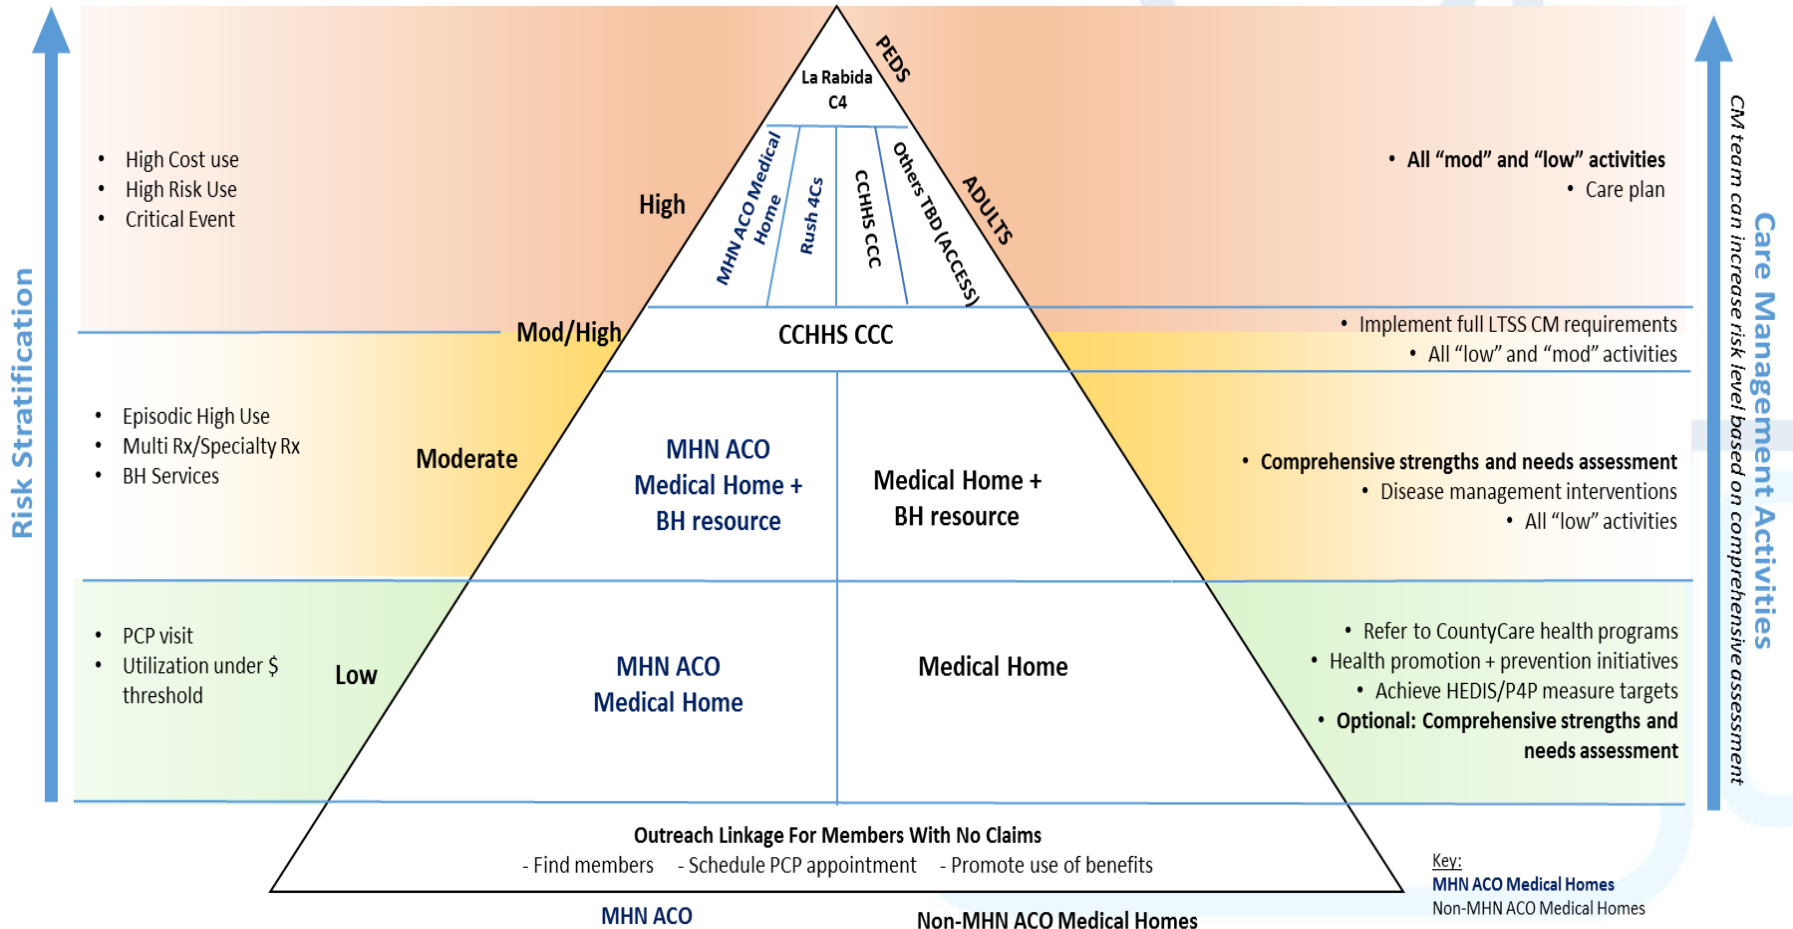 PEDS
La Rabida
C4
• High Cost use
• High Risk Use
• Critical Event
High
MHN ACO Medical
Home
Rush 4Cs
CCHHS CCC
Others TBD (ACCESS)
ADULTS
• All “mod” and “low” activities
• Care plan
Mod/High
CCHHS CCC
• Implement full LTSS CM requirements
• All “low” and “mod” activities
Risk Stratification
• Episodic High Use
• Multi Rx/Specialty Rx
• BH Services
Moderate
MHN ACO
Medical Home +
BH resource
Medical Home +
BH resource
• Comprehensive strengths and needs assessment
• Disease management interventions
• All “low” activities
CM team can increase risk level based on comprehensive assessment
Care Management Activities
• PCP visit
• Utilization under $
threshold
Low
MHN ACO
Medical Home
Medical Home
• Refer to CountyCare health programs
• Health promotion + prevention initiatives
• Achieve HEDIS/P4P measure targets
• Optional: Comprehensive strengths and
needs assessment
Outreach Linkage For Members With No Claims
- Find members - Schedule PCP appointment - Promote use of benefits
MHN ACO
Non-MHN ACO Medical Homes
Key:
MHN ACO Medical Homes
Non-MHN ACO Medical Homes